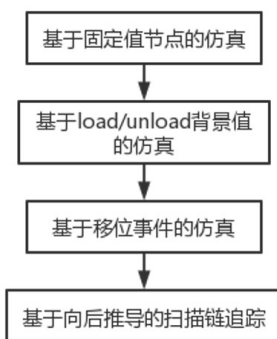 基于固定值节点的仿真
基于load/unload背景值
的仿真
基于移位事件的仿真
基于向后推导的扫描链追踪